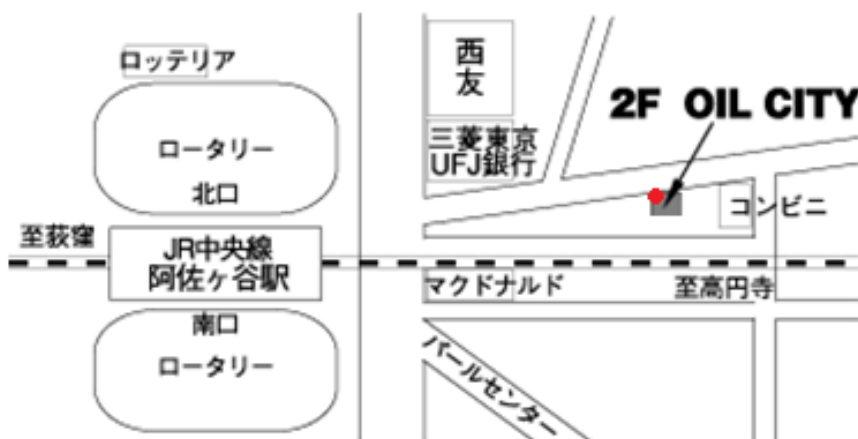 ロッテリア
ロータリー
北口
西
友
三菱東京
UFJ銀行
2F OIL CITY
コンビニ
至荻窪
JR中央線
阿佐ヶ谷駅
マクドナルド
至高円寺
南口
ロータリー
パールセンター